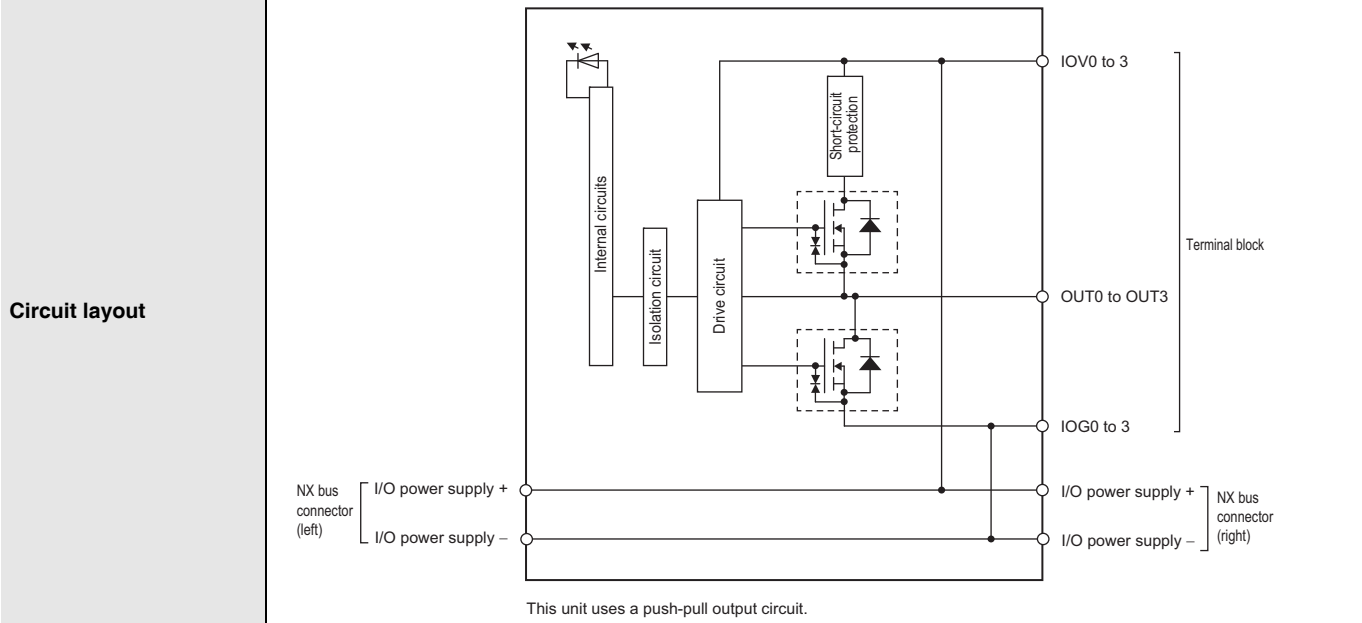 Circuit layout
IOV0 to 3
Short-circuit
protection
Internal circuits
Isolation circuit
Drive circuit
Terminal block
OUT0 to OUT3
IOG0 to 3
NX bus
connector
(left)
I/O power supply +
I/O power supply –
I/O power supply +
I/O power supply –
NX bus
connector
(right)
This unit uses a push-pull output circuit.